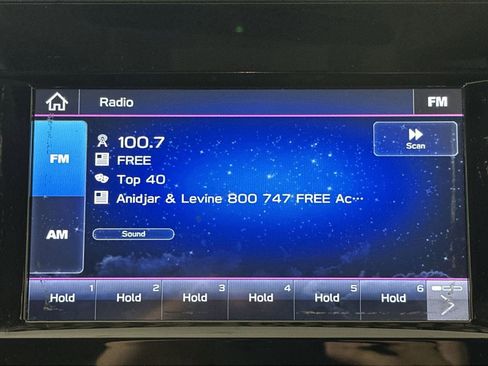 Radio FM
100.7
FREE
Top 40
Anidjar & Levine 800 747 FREE Ac···
FM
AM
Scan
Sound
1 2 3 4 5 6
Hold Hold Hold Hold Hold Hold